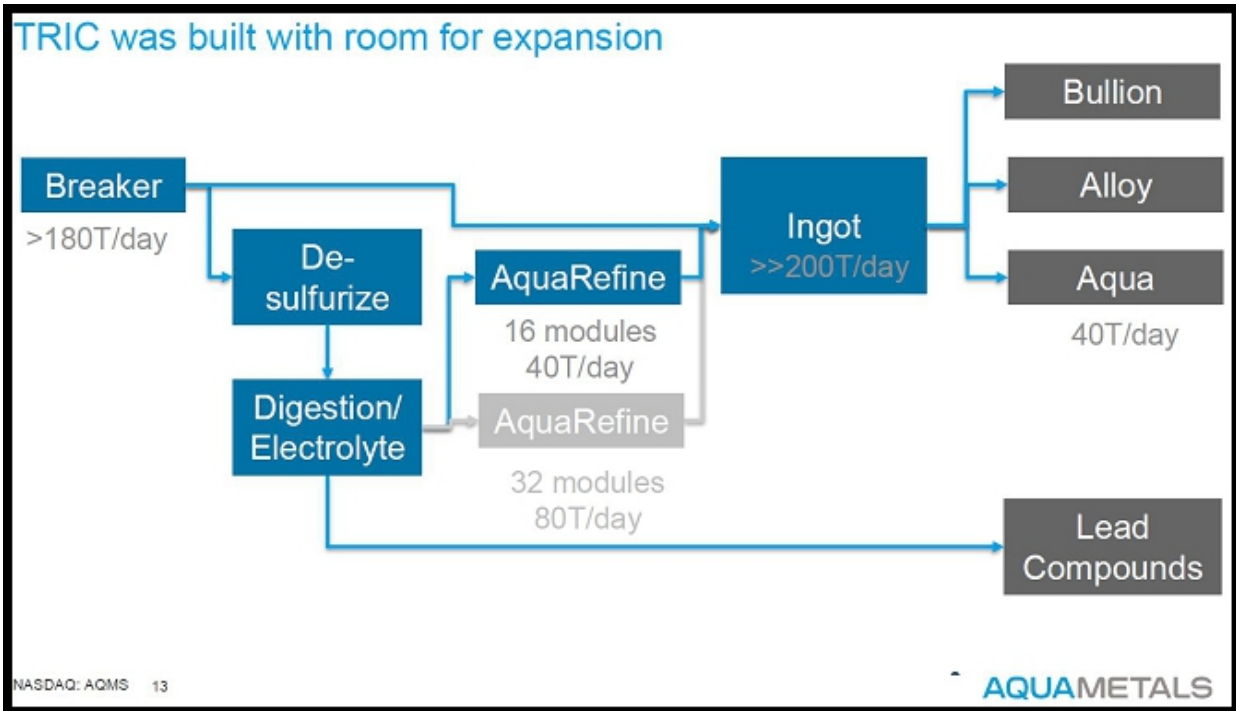 TRIC was built with room for expansion
Bullion
Breaker
>180T/day
Alloy
De-
sulfurize
AquaRefine
16 modules
40T/day
Ingot
>>200T/day
Aqua
40T/day
Digestion/
Electrolyte
AquaRefine
32 modules
80T/day
Lead
Compounds
NASDAQ: AQMS 13
AQUAMETALS